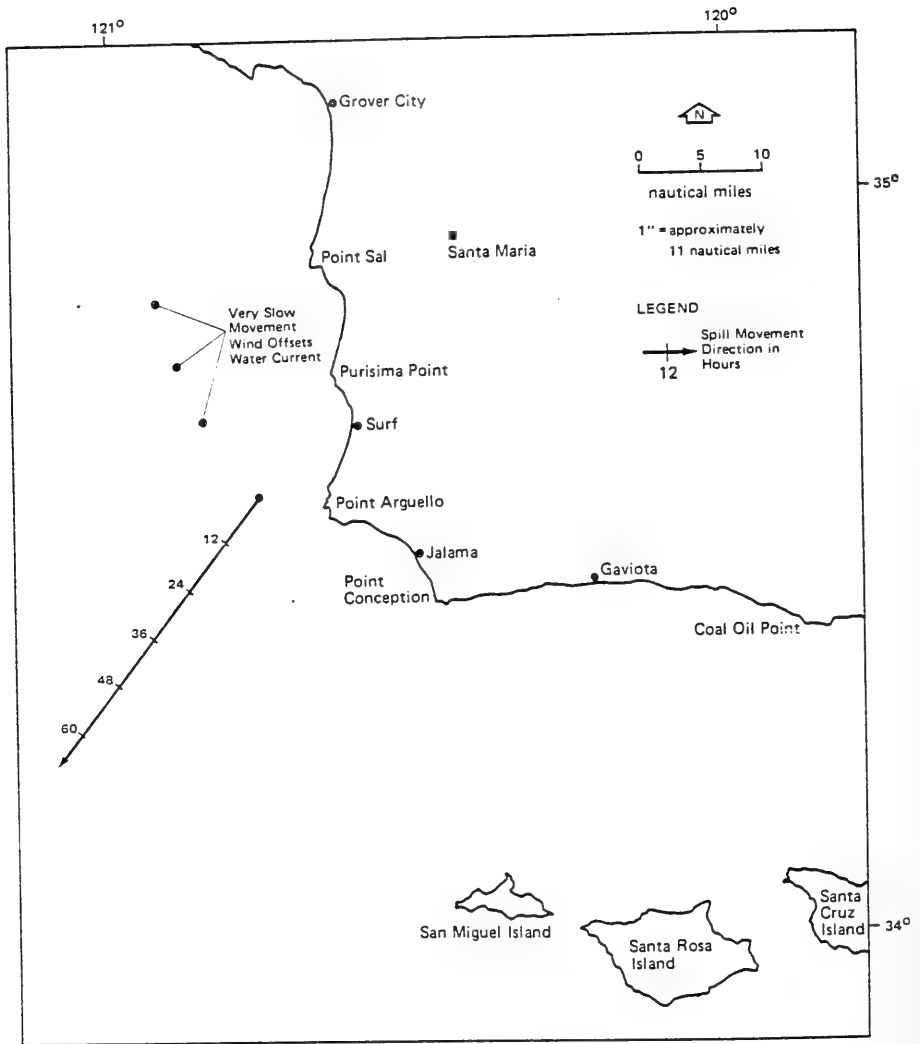 121°
120°
Grover City
N
0 5 10
nautical miles
35°
1" = approximately
11 nautical miles
Santa Maria
Point Sal
LEGEND
Spill Movement
Direction in
Hours
12
Very Slow
Movement
Wind Offsets
Water Current
Purisima Point
Surf
Point Arguello
12
Jalama
24
Gaviota
Point
Conception
36
Coal Oil Point
48
60
San Miguel Island
Santa Rosa
Island
Santa
Cruz
Island
34°